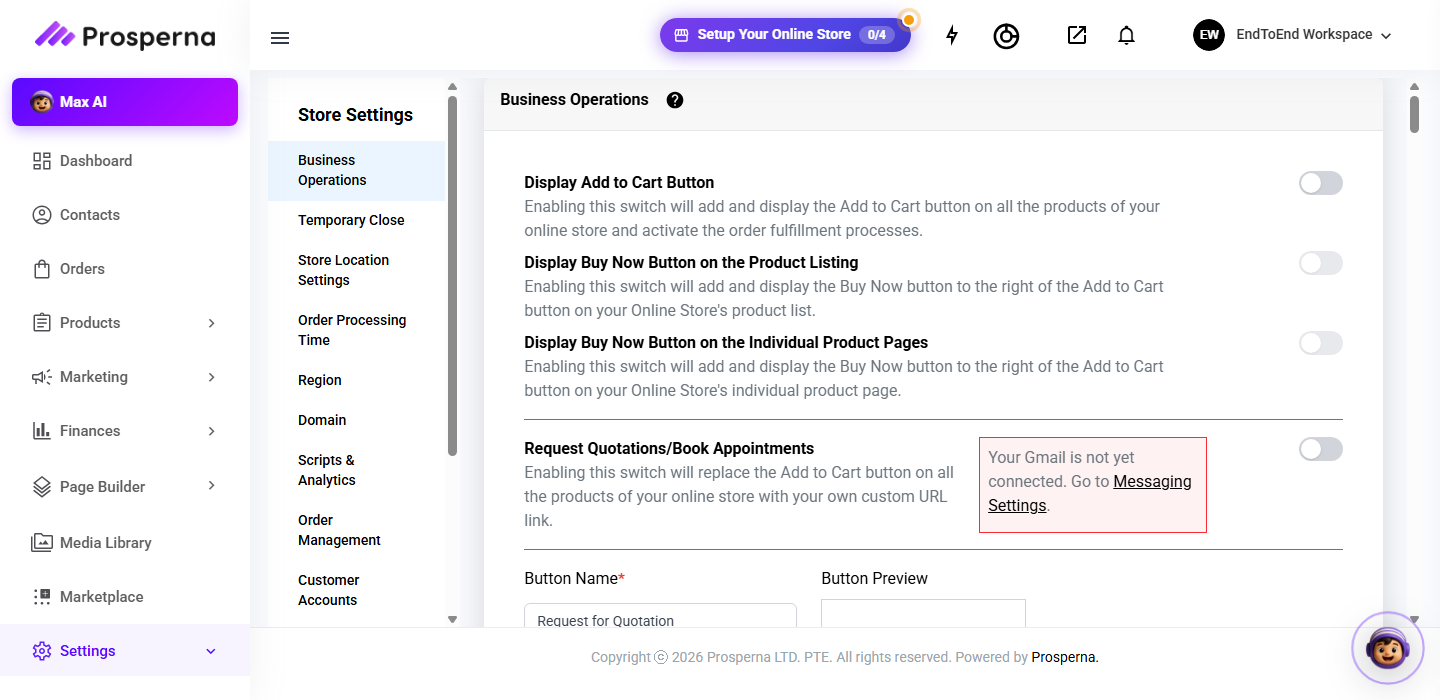 Prosperna
Setup Your Online Store 0/4
EW EndToEnd Workspace
Max AI
Dashboard
Contacts
Orders
Products
Marketing
Finances
Page Builder
Media Library
Marketplace
Settings
Store Settings
Business
Operations
Temporary Close
Store Location
Settings
Order Processing
Time
Region
Domain
Scripts &
Analytics
Order
Management
Customer
Accounts
Business Operations ?
Display Add to Cart Button
Enabling this switch will add and display the Add to Cart button on all the products of your
online store and activate the order fulfillment processes.
Display Buy Now Button on the Product Listing
Enabling this switch will add and display the Buy Now button to the right of the Add to Cart
button on your Online Store's product list.
Display Buy Now Button on the Individual Product Pages
Enabling this switch will add and display the Buy Now button to the right of the Add to Cart
button on your Online Store's individual product page.
Request Quotations/Book Appointments
Enabling this switch will replace the Add to Cart button on all
the products of your online store with your own custom URL
link.
Your Gmail is not yet
connected. Go to Messaging
Settings.
Button Name*
Button Preview
Request for Quotation
Copyright © 2026 Prosperna LTD. PTE. All rights reserved. Powered by Prosperna.